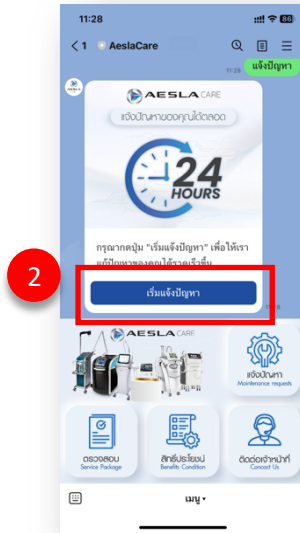 11:28
86
1 AeslaCare
แจ้งปัญหา
11:28
AESLA CARE
แจ้งปัญหาของคุณได้ตลอด
24
HOURS
กรุณากดปุ่ม "เริ่มแจ้งปัญหา" เพื่อให้เรา
แก้ปัญหาของคุณได้รวดเร็วขึ้น
2
เริ่มแจ้งปัญหา
AESLA CARE
แจ้งปัญหา
Maintenance requests
ตรวจสอบ
Service Package
สิทธิประโยชน์
Benefits Condition
ติดต่อเจ้าหน้าที่
Concact Us
เมนู